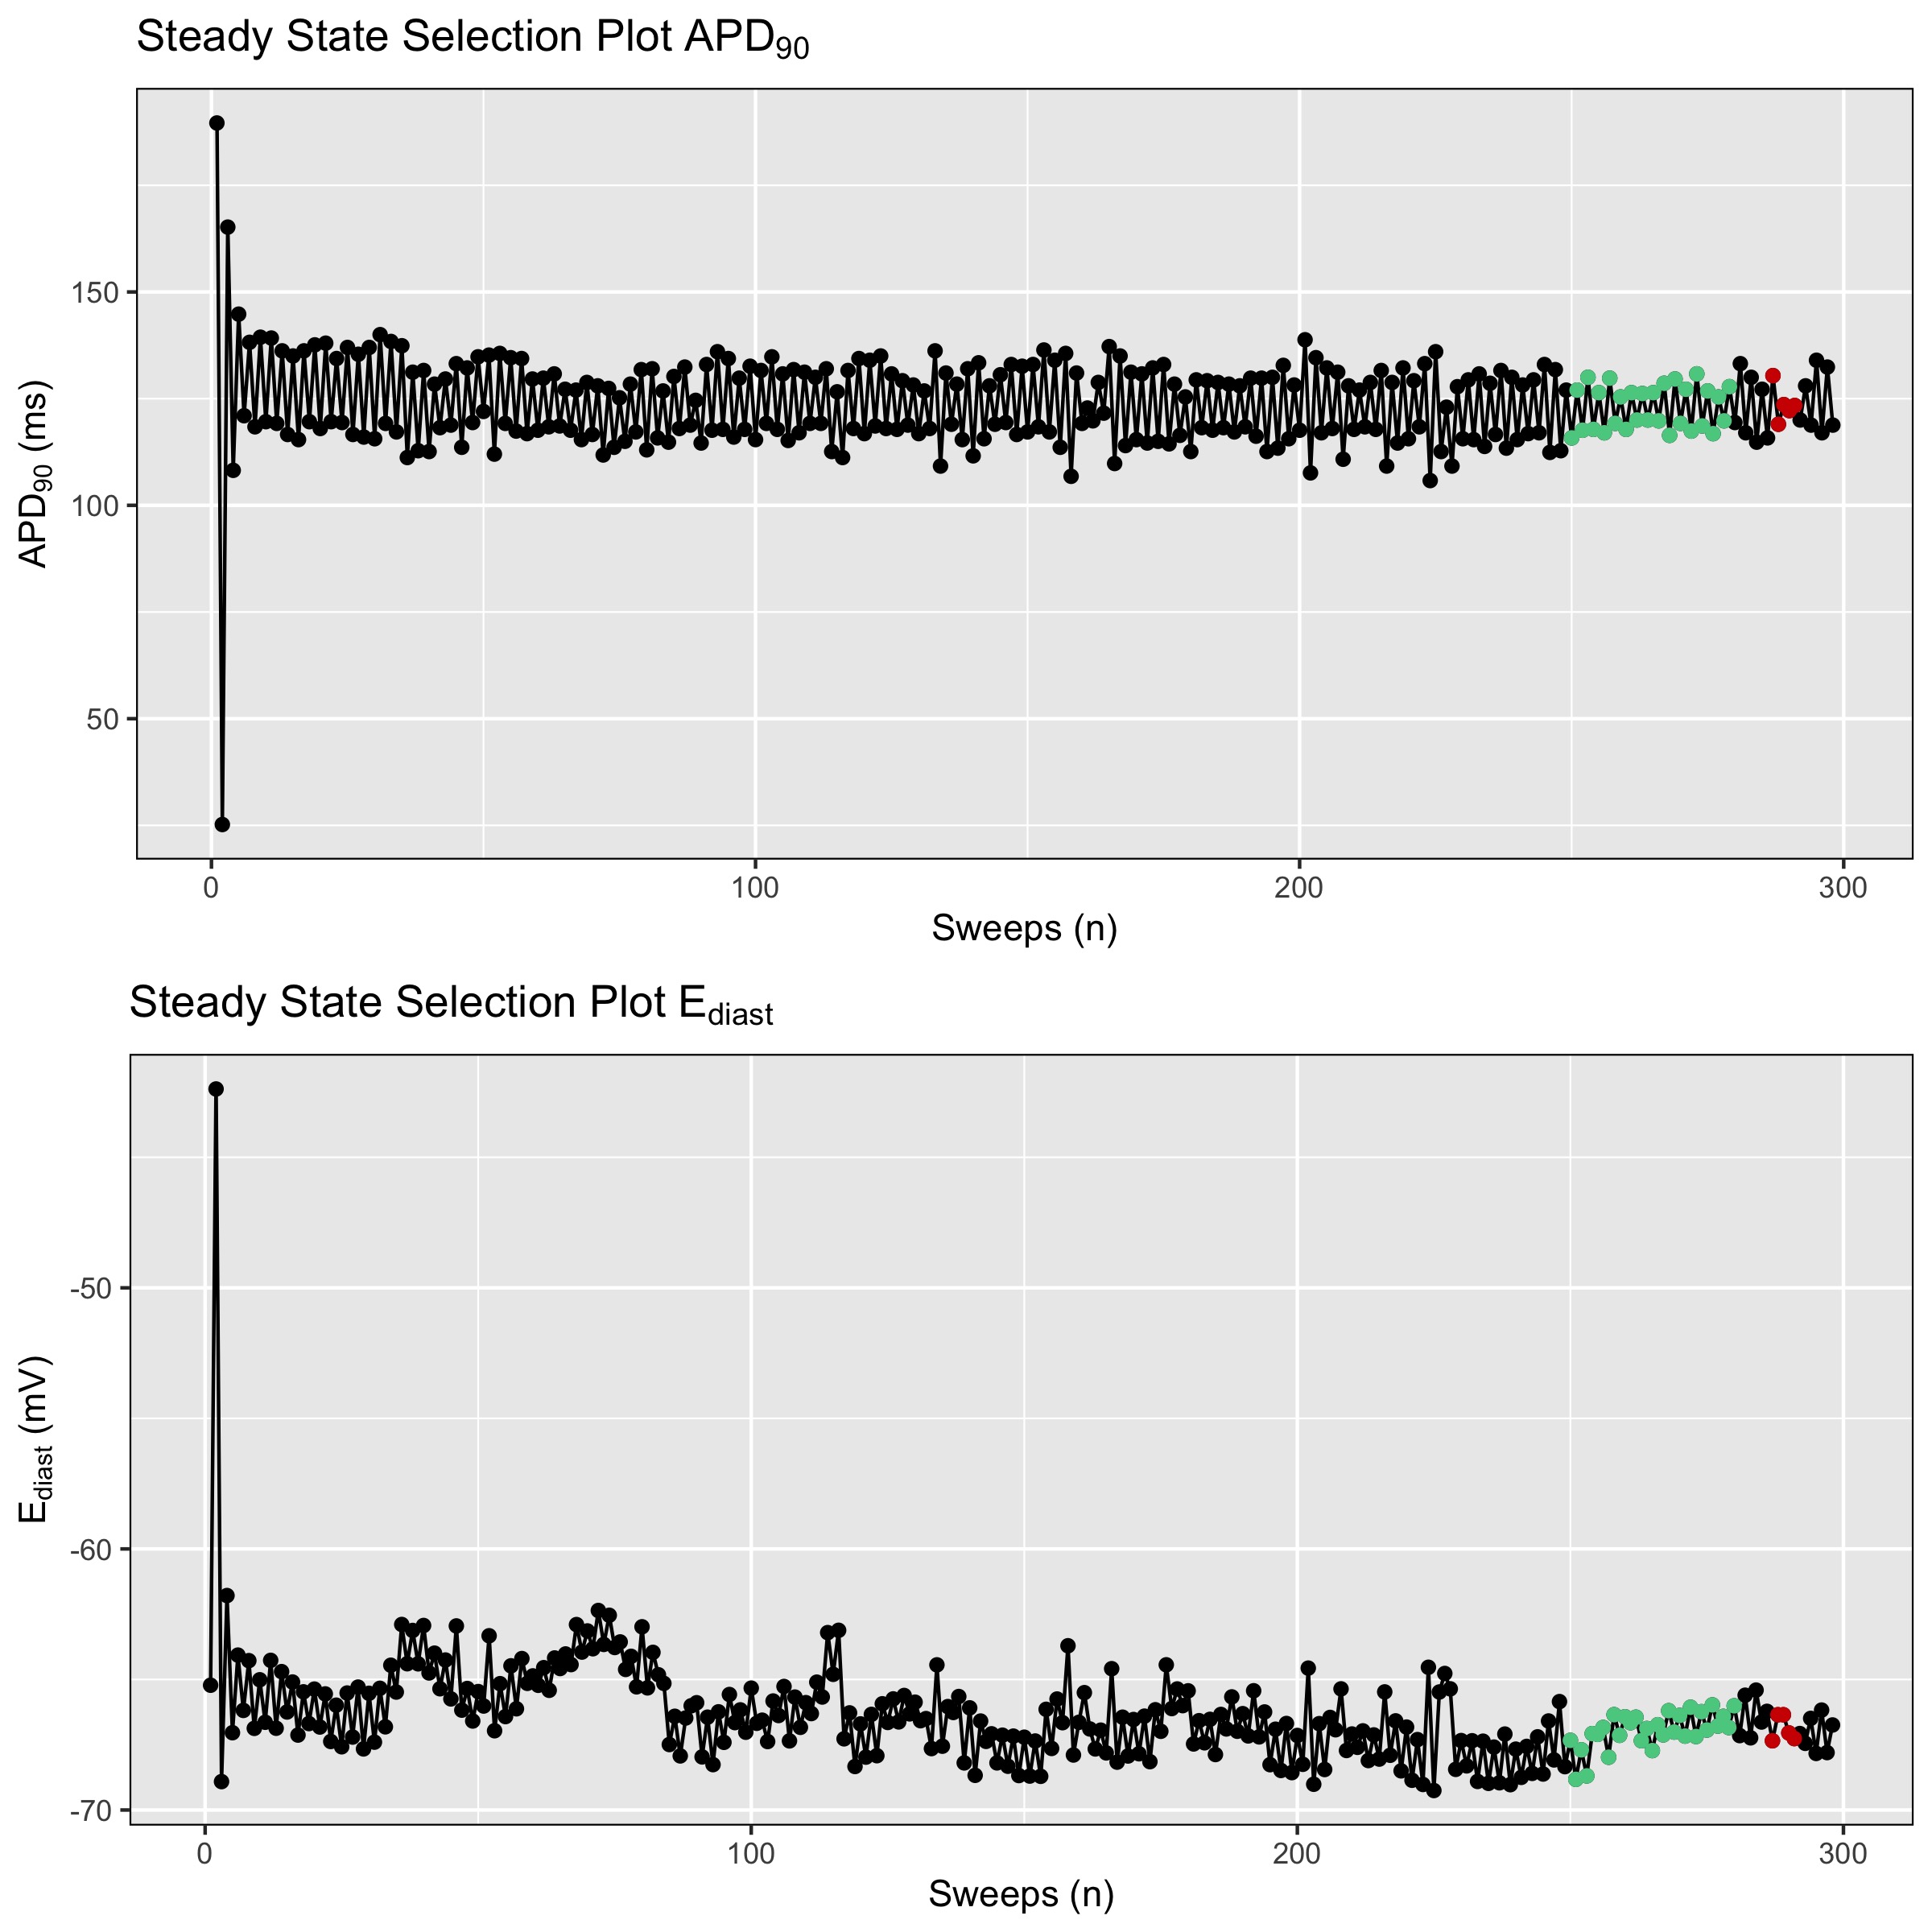 Steady State Selection Plot APD90
APD90 (ms)
150
100
50
0 100 200 300
Sweeps (n)
Steady State Selection Plot Ediast
Ediast (mV)
-50
-60
-70
0 100 200 300
Sweeps (n)